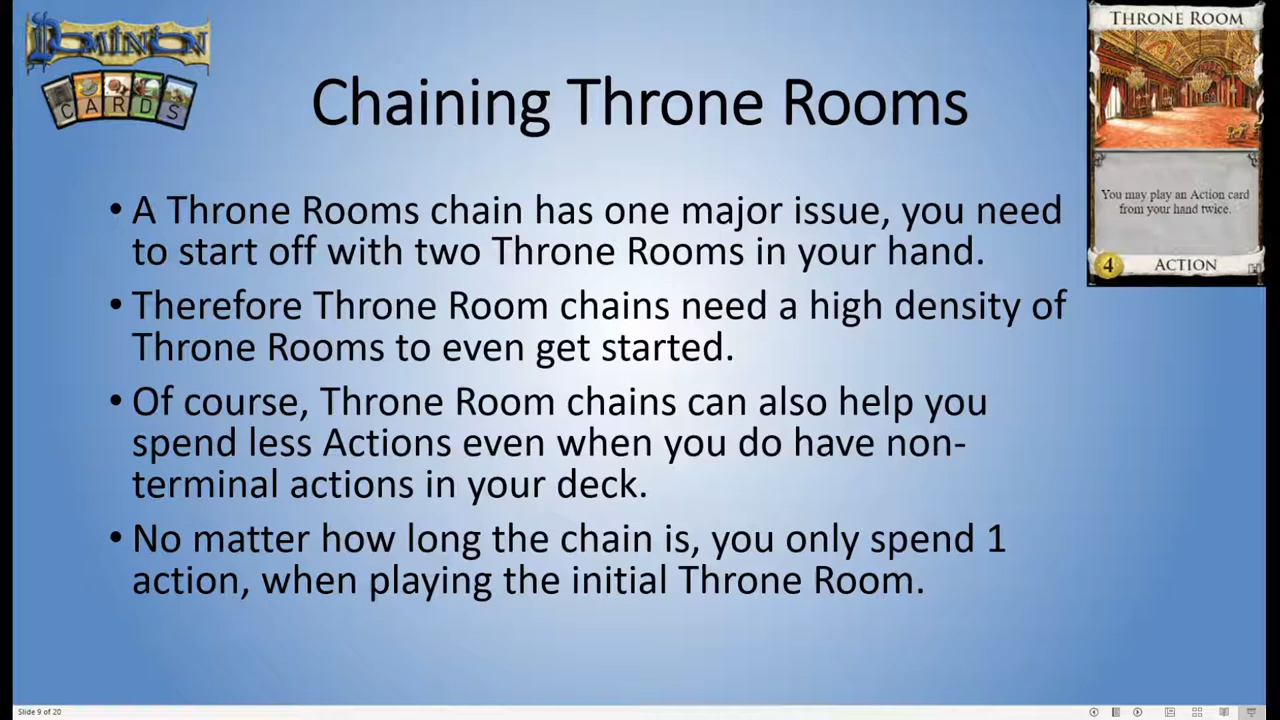 DOMINION
CARDS
Chaining Throne Rooms
THRONE ROOM
You may play an Action card
from your hand twice.
4 ACTION
• A Throne Rooms chain has one major issue, you need
to start off with two Throne Rooms in your hand.
• Therefore Throne Room chains need a high density of
Throne Rooms to even get started.
• Of course, Throne Room chains can also help you
spend less Actions even when you do have non-
terminal actions in your deck.
• No matter how long the chain is, you only spend 1
action, when playing the initial Throne Room.
Slide 9 of 20